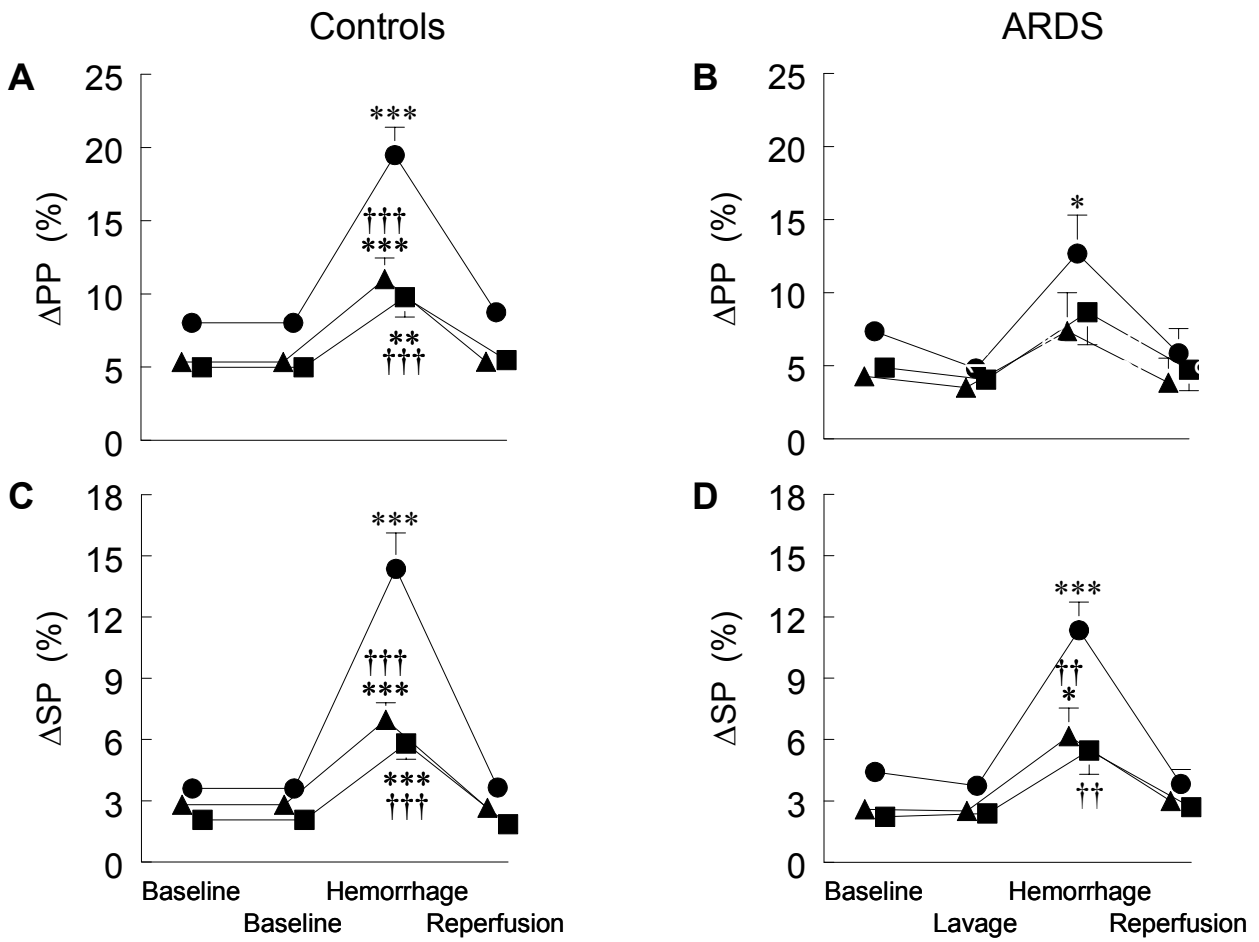 Controls
ARDS
A
25
20
15
10
5
0
ΔPP (%)
***
†††
***
**
†††
B
25
20
15
10
5
0
ΔPP (%)
*
C
18
15
12
9
6
3
0
ΔSP (%)
***
†††
***
***
†††
Baseline
Baseline
Hemorrhage
Reperfusion
D
18
15
12
9
6
3
0
ΔSP (%)
***
††
*
††
Baseline
Lavage
Hemorrhage
Reperfusion